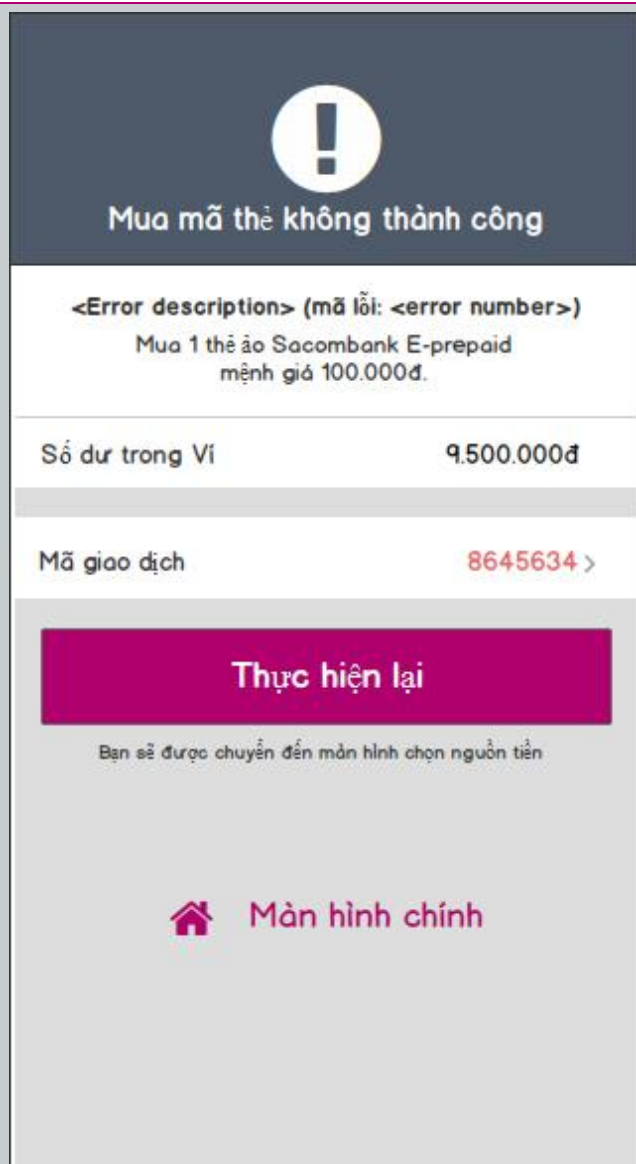 Mua mã thẻ không thành công
<Error description> (mã lỗi: <error number>)
Mua 1 thẻ ảo Sacombank E-prepaid
mệnh giá 100.000đ.
Số dư trong Ví 9.500.000đ
Mã giao dịch 8645634 >
Thực hiện lại
Bạn sẽ được chuyển đến màn hình chọn nguồn tiền
Màn hình chính